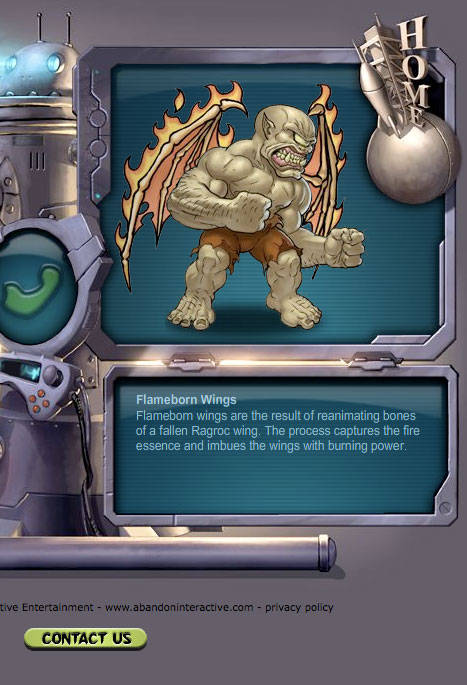 HOME
Flameborn Wings
Flameborn wings are the result of reanimating bones
of a fallen Ragroc wing. The process captures the fire
essence and imbues the wings with burning power.
tive Entertainment - www.abandoninteractive.com - privacy policy
CONTACT US